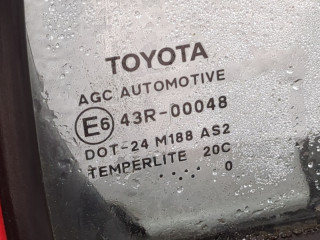 TOYOTA
AGC AUTOMOTIVE
E6 43R-00048
DOT-24 M188 AS2
TEMPERLITE 20C
.... 0